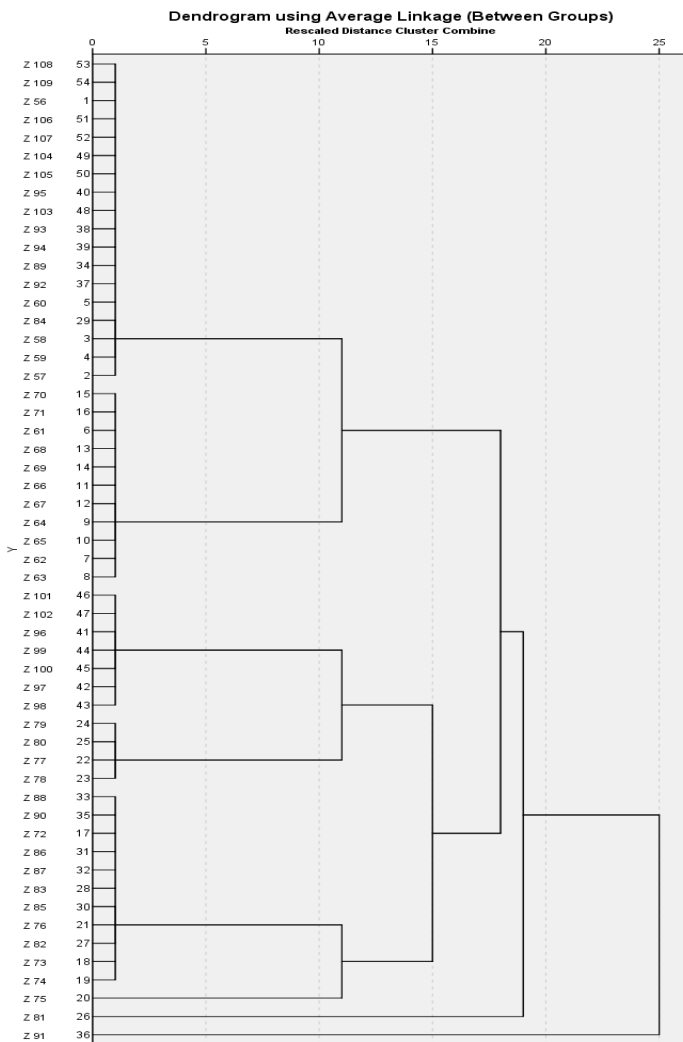 Dendrogram using Average Linkage (Between Groups)
Rescaled Distance Cluster Combine
0 5 10 15 20 25
Z 108 53
Z 109 54
Z 56 1
Z 106 51
Z 107 52
Z 104 49
Z 105 50
Z 95 40
Z 103 48
Z 93 38
Z 94 39
Z 89 34
Z 92 37
Z 60 5
Z 84 29
Z 58 3
Z 59 4
Z 57 2
Z 70 15
Z 71 16
Z 61 6
Z 68 13
Z 69 14
Z 66 11
Z 67 12
Z 64 9
Z 65 10
Y
Z 62 7
Z 63 8
Z 101 46
Z 102 47
Z 96 41
Z 99 44
Z 100 45
Z 97 42
Z 98 43
Z 79 24
Z 80 25
Z 77 22
Z 78 23
Z 88 33
Z 90 35
Z 72 17
Z 86 31
Z 87 32
Z 83 28
Z 85 30
Z 76 21
Z 82 27
Z 73 18
Z 74 19
Z 75 20
Z 81 26
Z 91 36